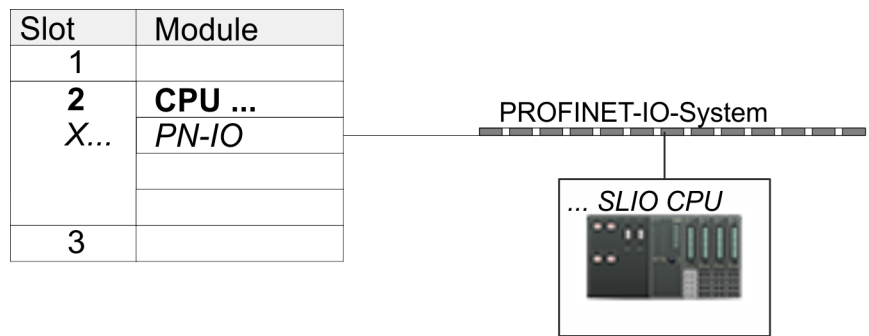 Slot Module
1
2 CPU ...
X... PN-IO
3
PROFINET-IO-System
... SLIO CPU